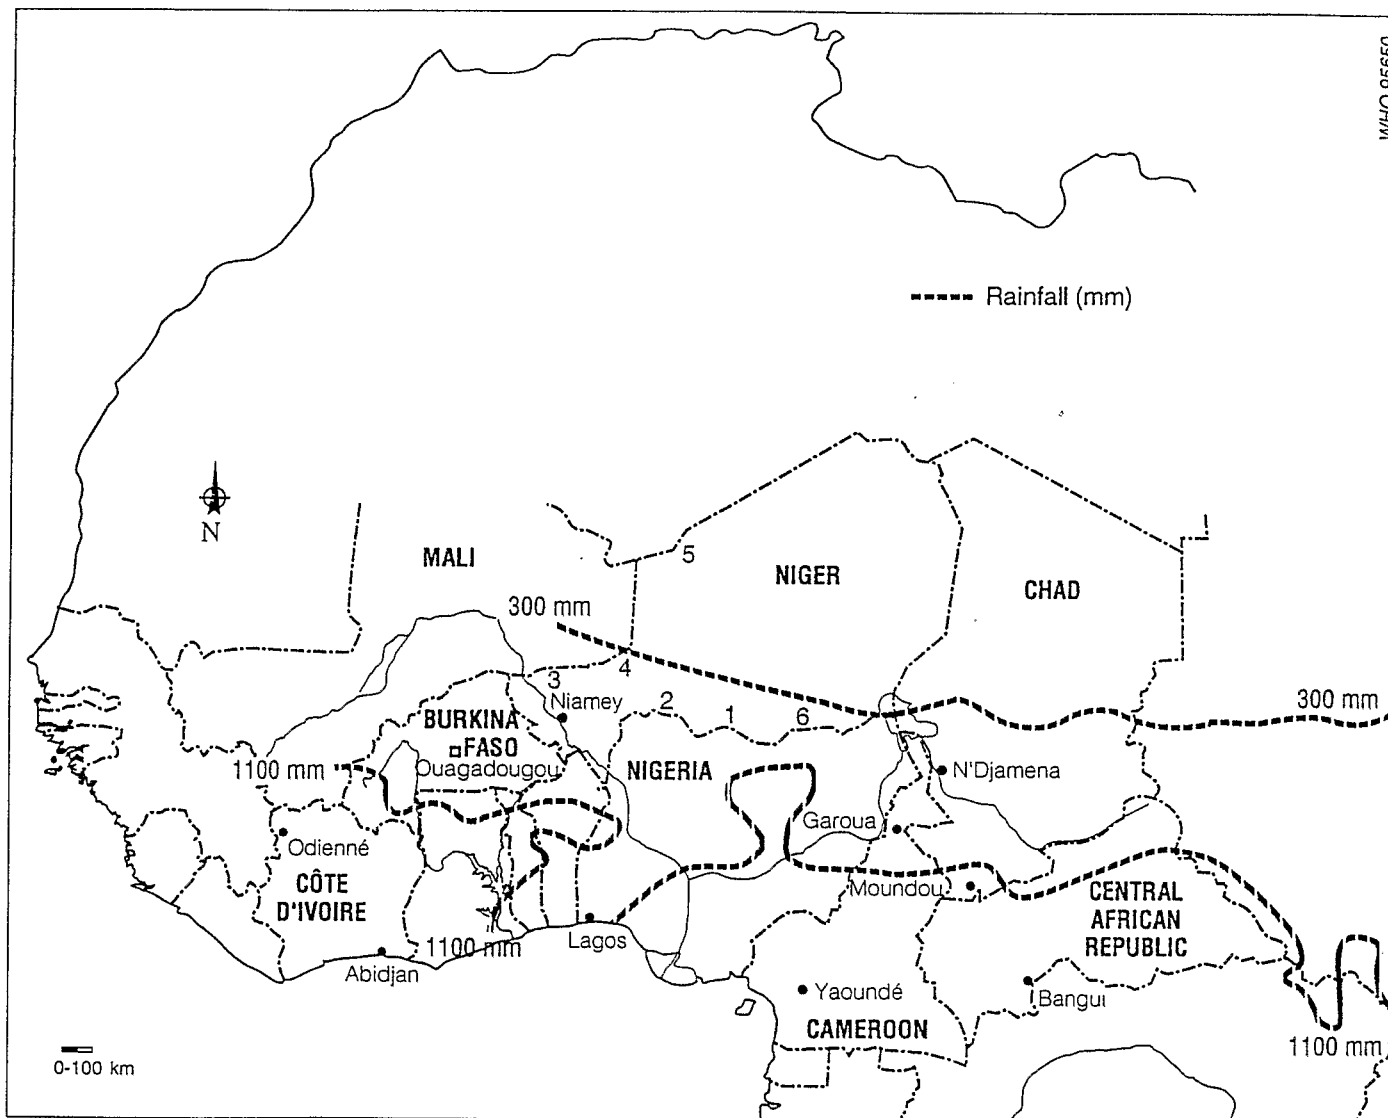 WHO 95650
Rainfall (mm)
N
MALI
5
NIGER
CHAD
300 mm
4
3
Niamey
2
1
6
300 mm
BURKINA
FASO
Ouagadougou
1100 mm
NIGERIA
N'Djamena
Garoua
Odienné
CÔTE
D'IVOIRE
Moundou
CENTRAL
AFRICAN
REPUBLIC
1100 mm
Lagos
Abidjan
Yaoundé
Bangui
CAMEROON
1100 mm
0-100 km